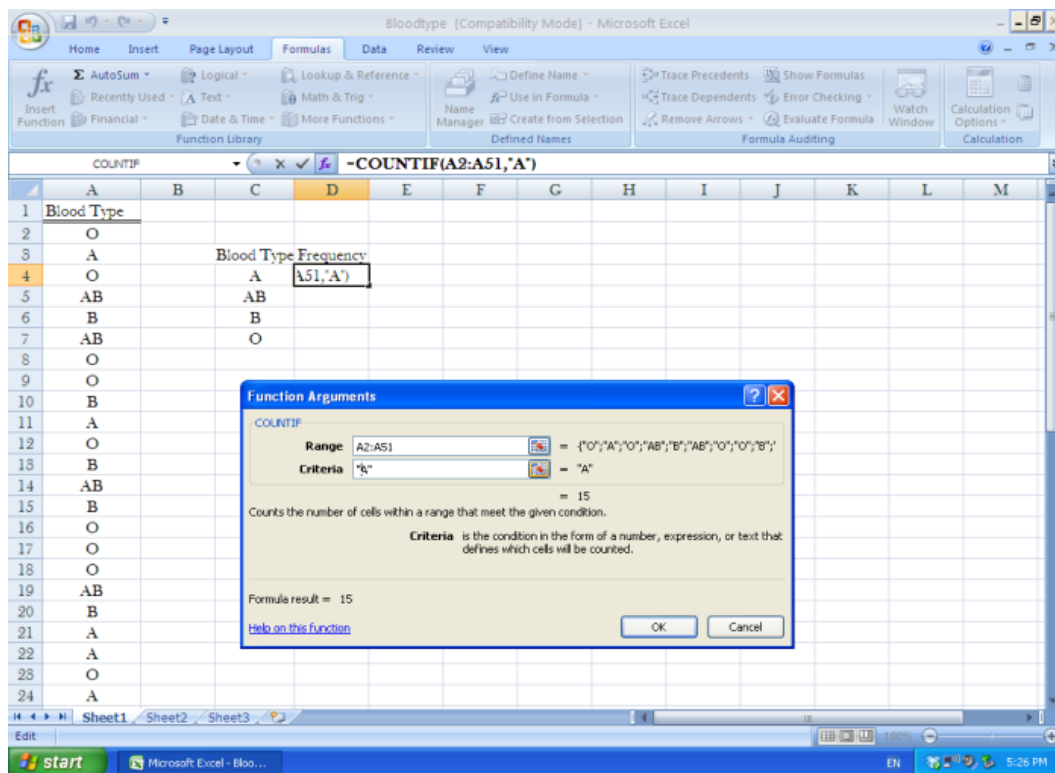 Bloodtype [Compatibility Mode] - Microsoft Excel
Home Insert Page Layout Formulas Data Review View
fx Insert Function
Σ AutoSum
Recently Used
Financial
Logical
Text
Date & Time
Lookup & Reference
Math & Trig
More Functions
Function Library
Name Manager
Define Name
Use in Formula
Create from Selection
Defined Names
Trace Precedents
Trace Dependents
Remove Arrows
Show Formulas
Error Checking
Evaluate Formula
Formula Auditing
Watch Window
Calculation Options
Calculation
COUNTIF fx =COUNTIF(A2:A51,"A")
A B C D E F G H I J K L M
1 Blood Type
2 O
3 A Blood Type Frequency
4 O A A51,"A")
5 AB AB
6 B B
7 AB O
8 O
9 O
10 B
11 A
12 O
13 B
14 AB
15 B
16 O
17 O
18 O
19 AB
20 B
21 A
22 A
23 O
24 A
Function Arguments
COUNTIF
Range A2:A51 = {"O";"A";"O";"AB";"B";"AB";"O";"O";"B";'
Criteria "A" = "A"
= 15
Counts the number of cells within a range that meet the given condition.
Criteria is the condition in the form of a number, expression, or text that
defines which cells will be counted.
Formula result = 15
Help on this function
OK Cancel
Sheet1 Sheet2 Sheet3
Edit 100%
start Microsoft Excel - Bloo... EN 5:26 PM